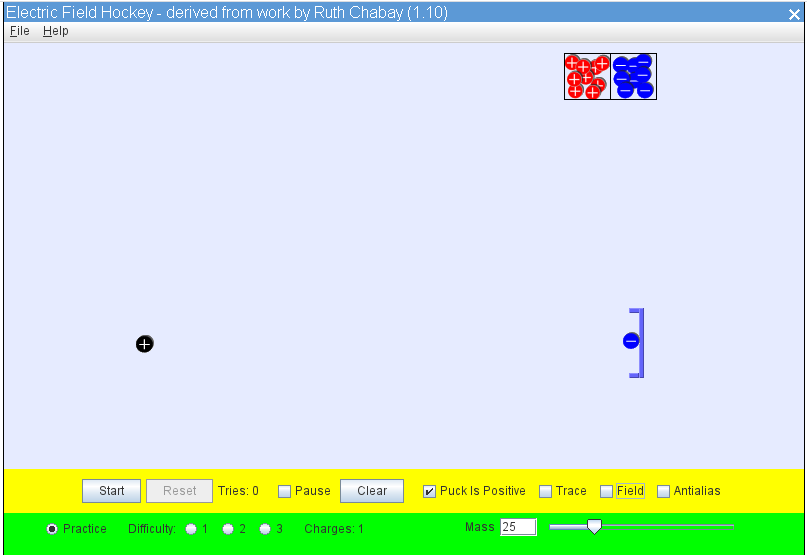 Electric Field Hockey - derived from work by Ruth Chabay (1.10)
File Help
Start Reset Tries: 0 Pause Clear Puck Is Positive Trace Field Antialias
Practice Difficulty: 1 2 3 Charges: 1 Mass 25